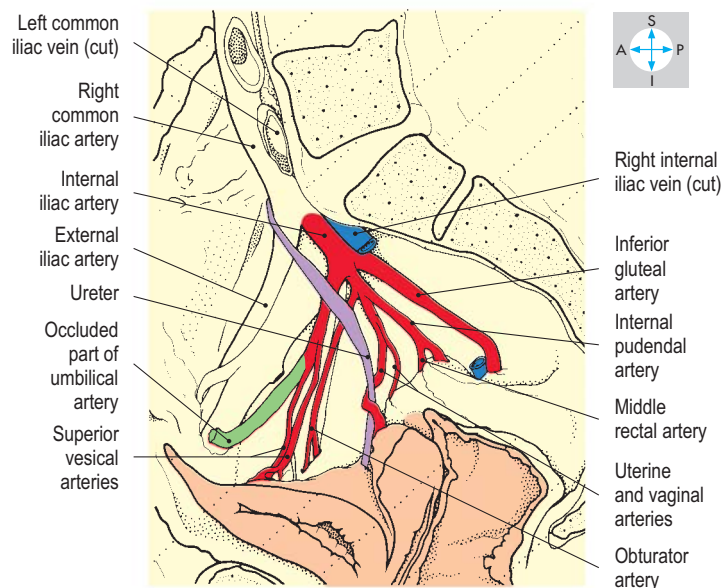 Left common
iliac vein (cut)
Right
common
iliac artery
Internal
iliac artery
External
iliac artery
Ureter
Occluded
part of
umbilical
artery
Superior
vesical
arteries
S
A
P
I
Right internal
iliac vein (cut)
Inferior
gluteal
artery
Internal
pudendal
artery
Middle
rectal artery
Uterine
and vaginal
arteries
Obturator
artery